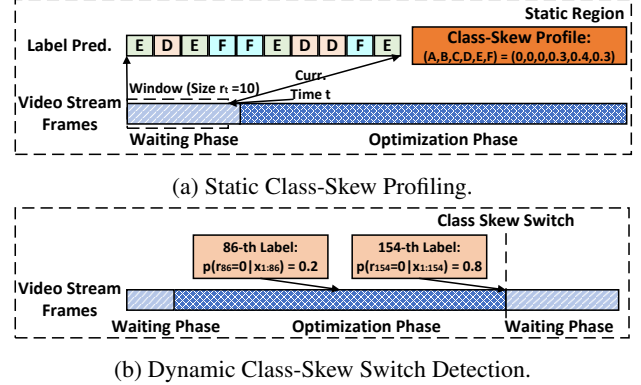 Static Region
Label Pred. E D E F F E D D F E
Class-Skew Profile:
(A,B,C,D,E,F) = (0,0,0,0.3,0.4,0.3)
Curr.
Window (Size rₜ =10)
Time t
Video Stream
Frames
Waiting Phase Optimization Phase
(a) Static Class-Skew Profiling.
Class Skew Switch
86-th Label: 154-th Label:
p(r₈₆=0|x₁:₈₆) = 0.2 p(r₁₅₄=0|x₁:₁₅₄) = 0.8
Video Stream
Frames
Waiting Phase Optimization Phase Waiting Phase
(b) Dynamic Class-Skew Switch Detection.